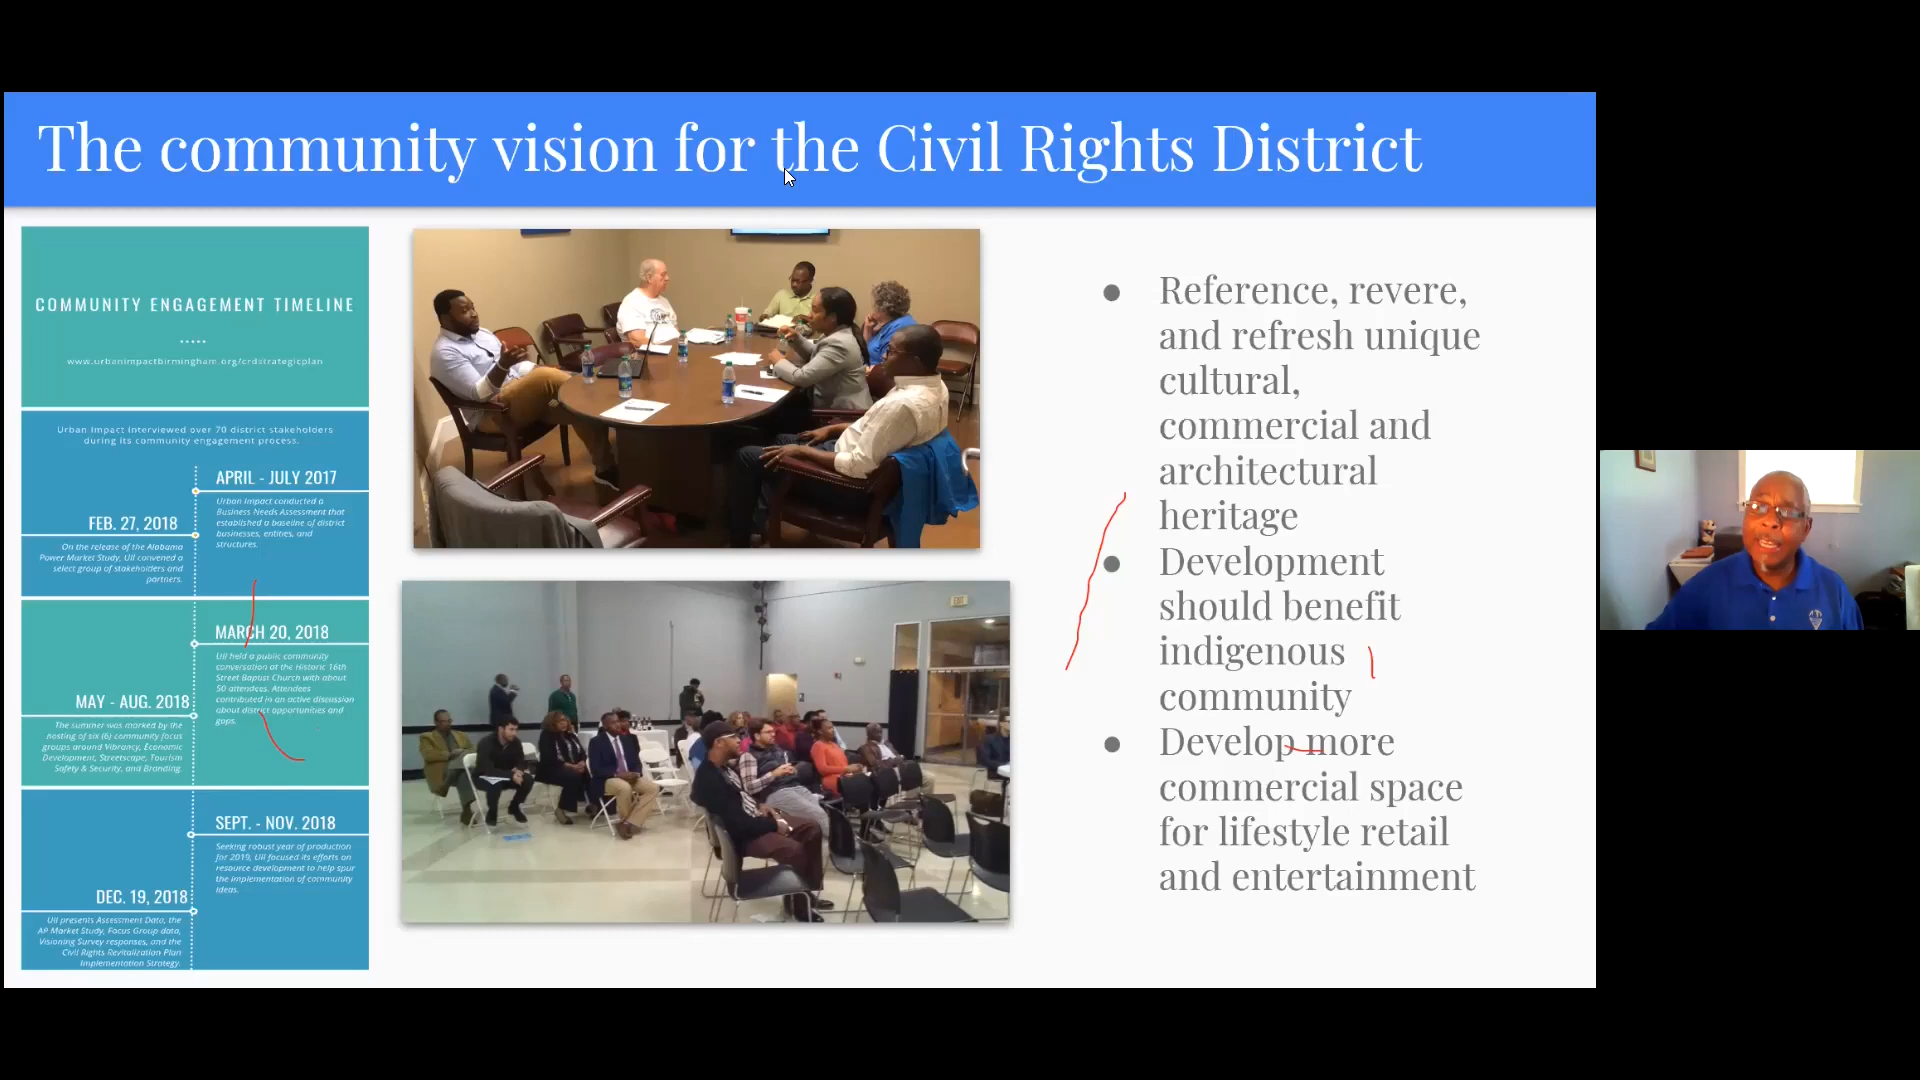 The community vision for the Civil Rights District
COMMUNITY ENGAGEMENT TIMELINE
www.urbanimpactbirmingham.org/crdstrategicplan
Urban Impact interviewed over 70 district stakeholders
during its community engagement process.
APRIL - JULY 2017
Urban Impact conducted a
Business Needs Assessment that
established a baseline of district
businesses, entities, and
structures.
FEB. 27, 2018
On the release of the Alabama
Power Market Study, UII convened a
select group of stakeholders and
partners.
MARCH 20, 2018
UII held a public community
conversation at the Historic 16th
Street Baptist Church with about
50 attendees. Attendees
contributed in an active discussion
about district opportunities and
gaps.
MAY - AUG. 2018
The summer was marked by the
hosting of six (6) community focus
groups around Vibrancy, Economic
Development, Streetscape, Tourism
Safety & Security, and Branding.
SEPT. - NOV. 2018
Seeking robust year of production
for 2019, UII focused its efforts on
resource development to help spur
the implementation of community
ideas.
DEC. 19, 2018
UII presents Assessment Data, the
AP Market Study, Focus Group data,
Visioning Survey responses, and the
Civil Rights Revitalization Plan
Implementation Strategy.
EXIT
● Reference, revere,
and refresh unique
cultural,
commercial and
architectural
heritage
● Development
should benefit
indigenous
community
● Develop more
commercial space
for lifestyle retail
and entertainment